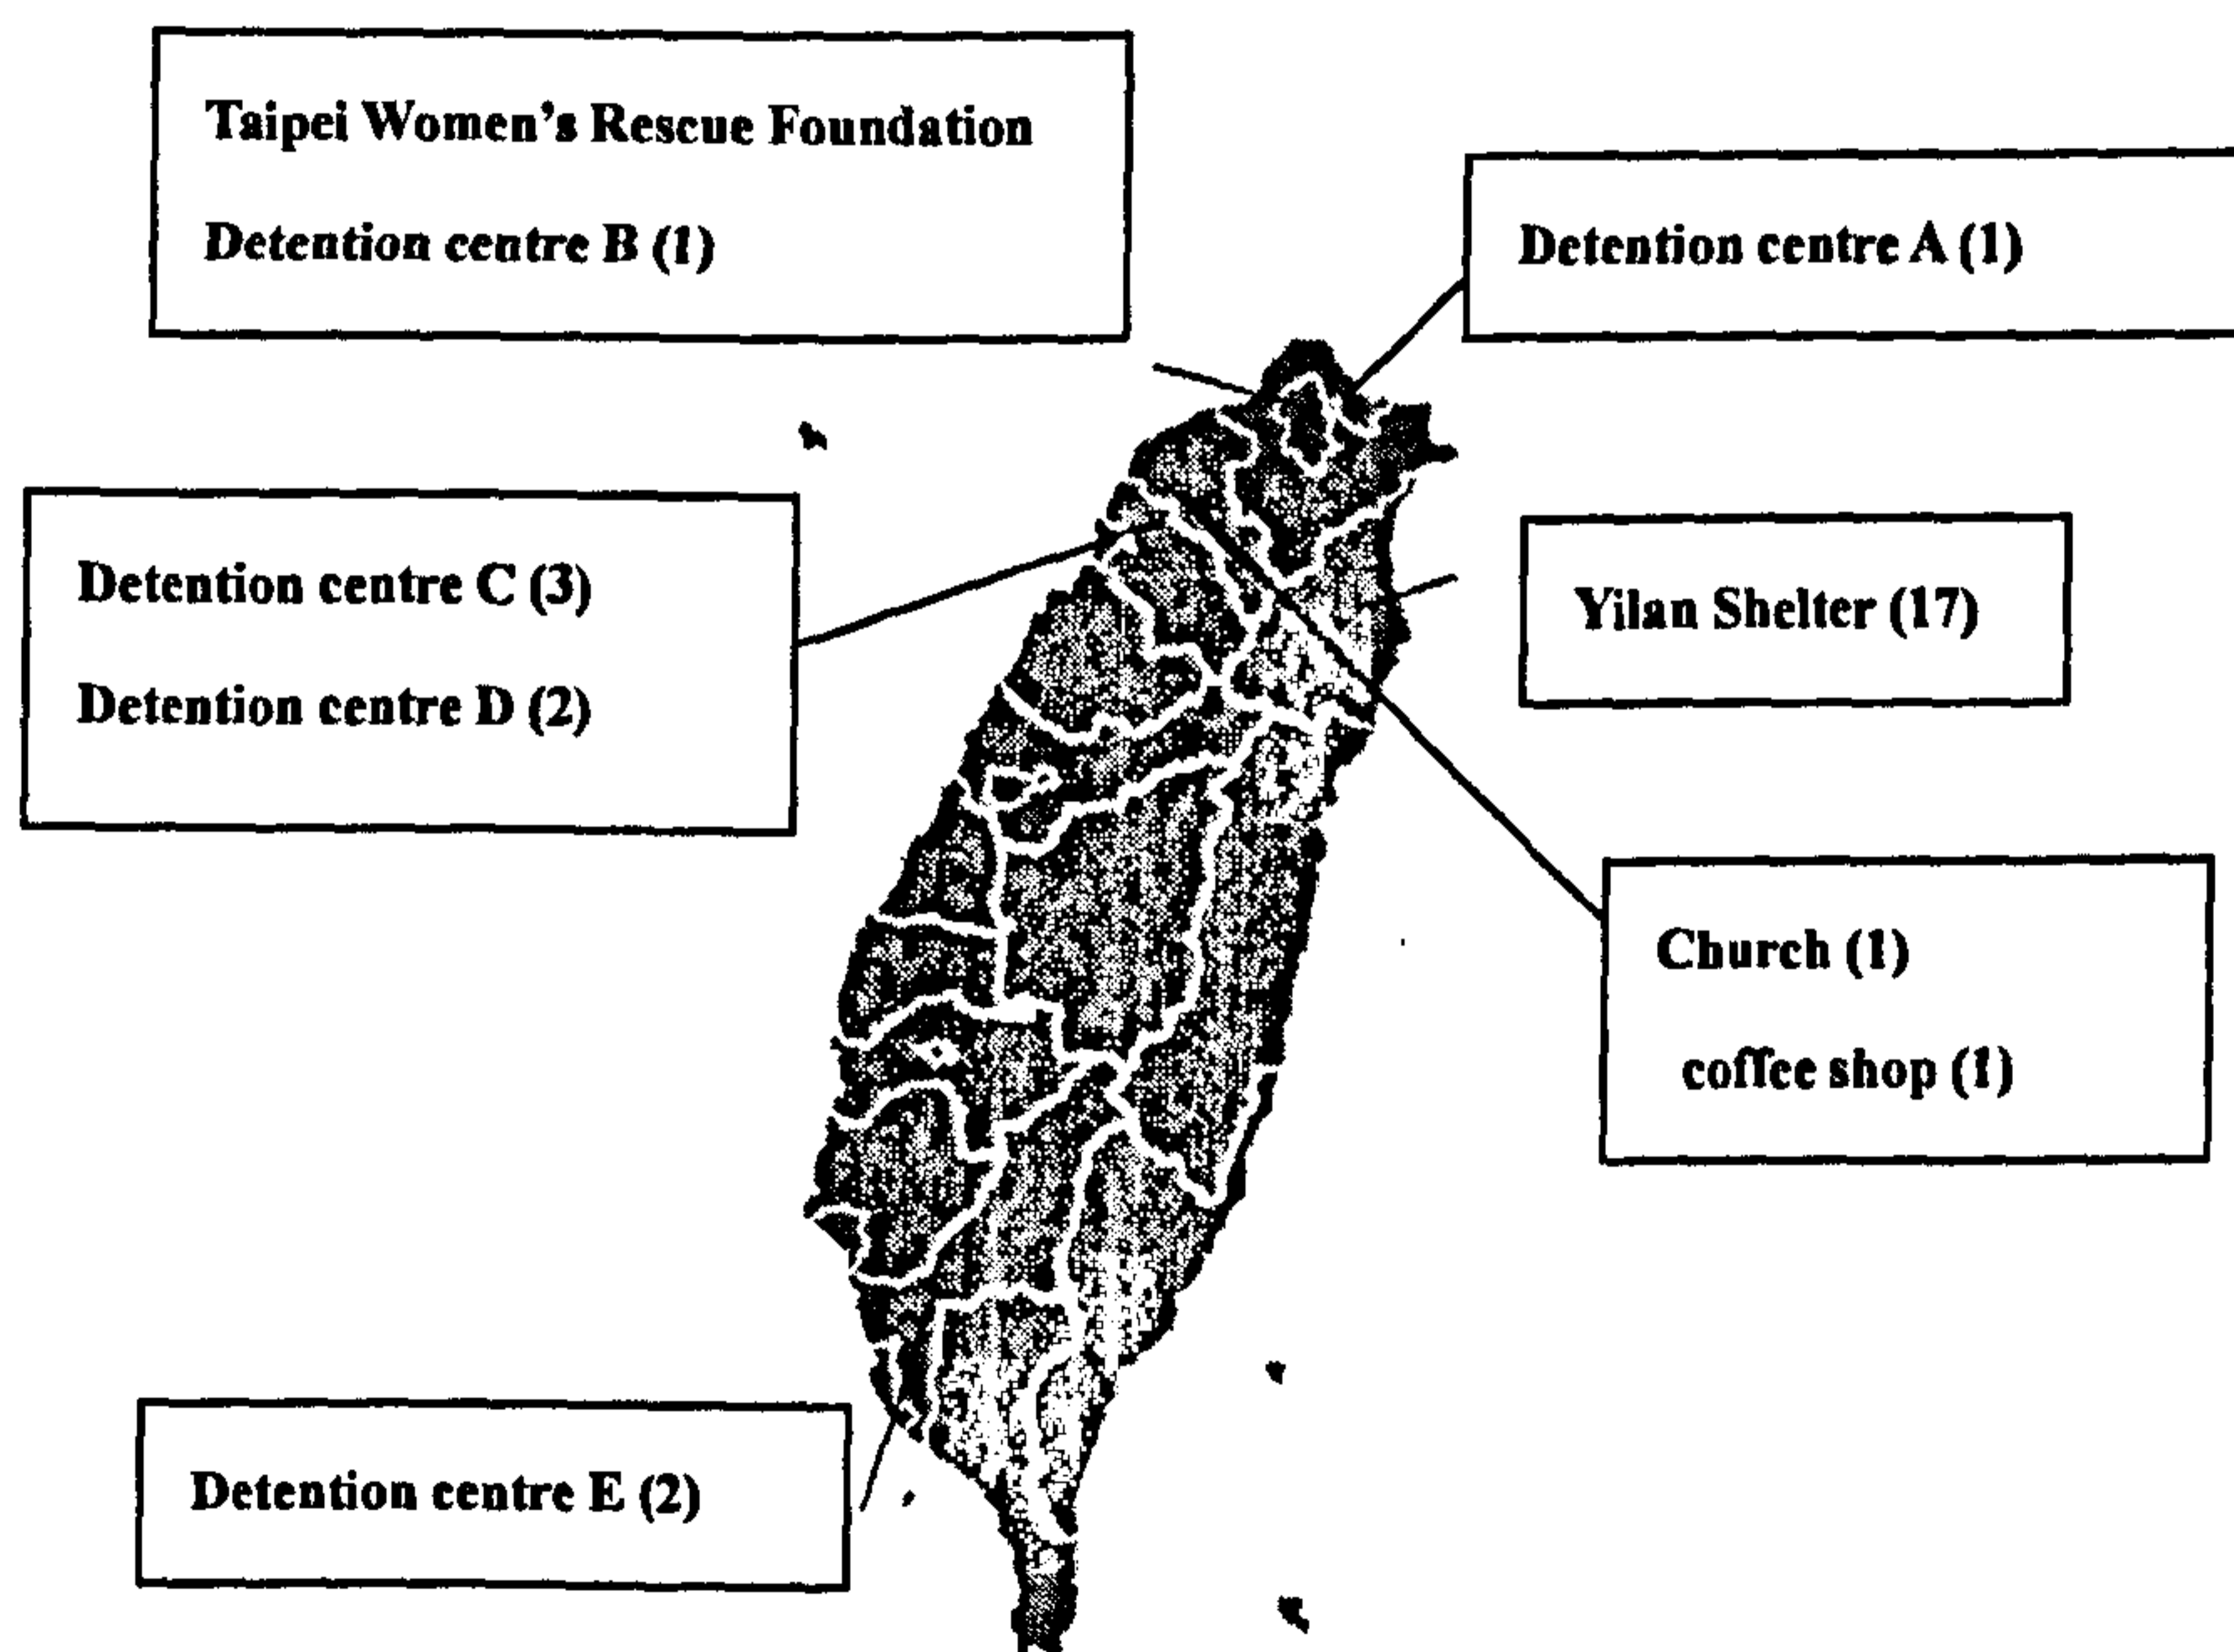 Taipei Women's Rescue Foundation
Detention centre B (1)
Detention centre A (1)
Detention centre C (3)
Detention centre D (2)
Yilan Shelter (17)
Church (1)
coffee shop (1)
Detention centre E (2)